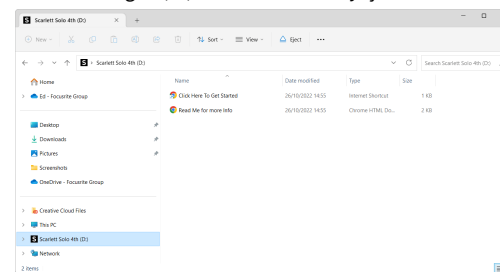 Scarlett Solo 4th (D:)
New
Sort
View
Eject
Scarlett Solo 4th (D:)
Search Scarlett Solo 4th (D:)
Name
Date modified
Type
Size
Home
Click Here To Get Started
26/10/2022 14:55
Internet Shortcut
1 KB
Ed - Focusrite Group
Read Me for more Info
26/10/2022 14:55
Chrome HTML Do...
2 KB
Desktop
Downloads
Pictures
Screenshots
OneDrive - Focusrite Group
Creative Cloud Files
This PC
Scarlett Solo 4th (D:)
Network
2 items